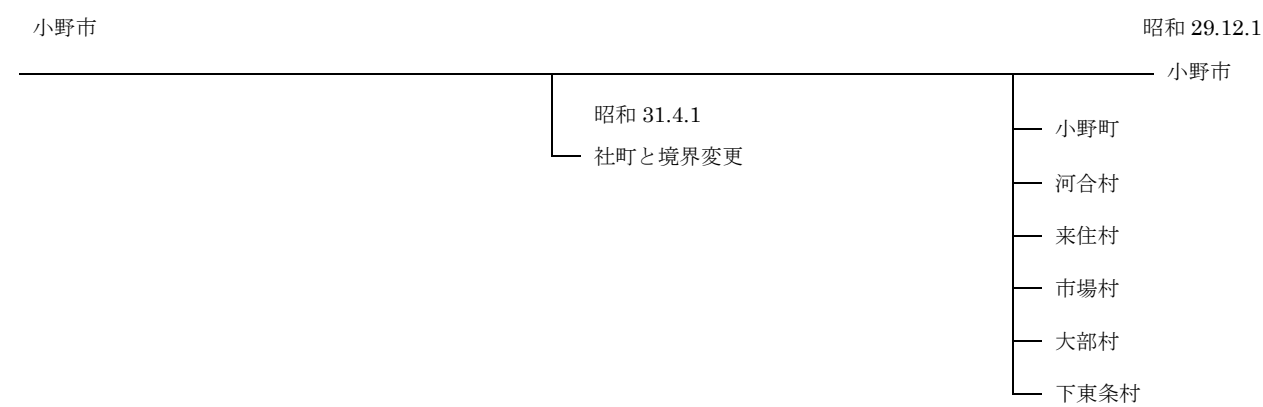 小野市
昭和 29.12.1
小野市
昭和 31.4.1
社町と境界変更
小野町
河合村
来住村
市場村
大部村
下東条村